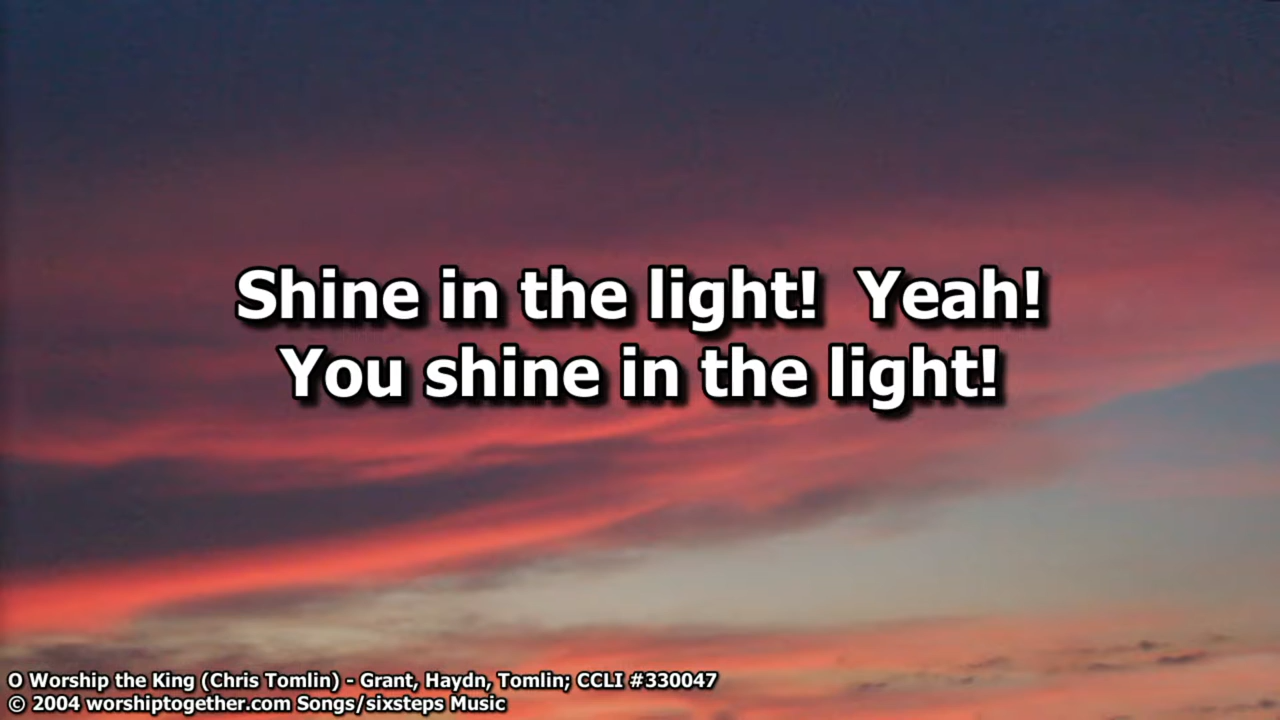 Shine in the light!  Yeah!
You shine in the light!
O Worship the King (Chris Tomlin) - Grant, Haydn, Tomlin; CCLI #330047
© 2004 worshiptogether.com Songs/sixsteps Music